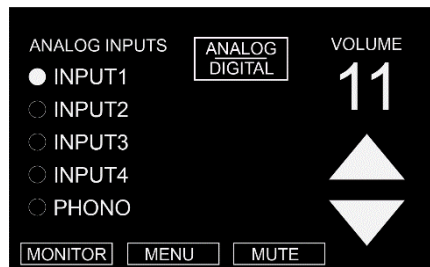 ANALOG INPUTS
INPUT1
INPUT2
INPUT3
INPUT4
PHONO
ANALOG
DIGITAL
VOLUME
11
MONITOR
MENU
MUTE